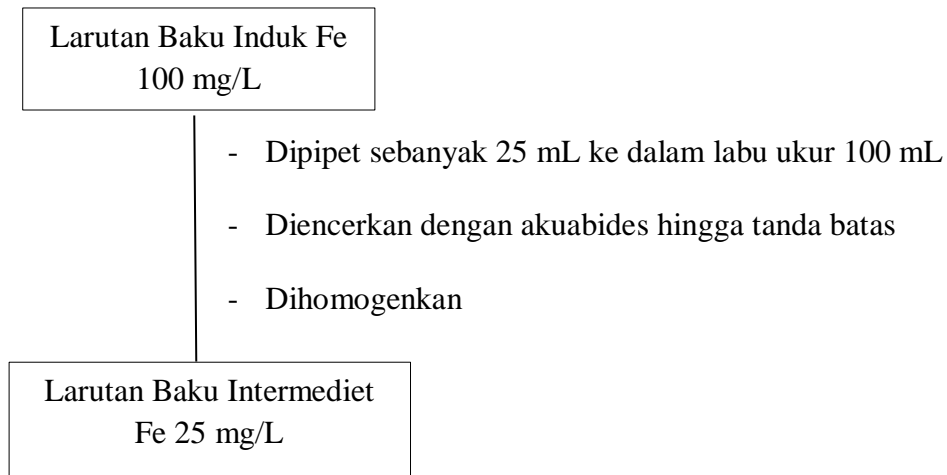 Larutan Baku Induk Fe
100 mg/L
- Dipipet sebanyak 25 mL ke dalam labu ukur 100 mL
- Diencerkan dengan akuabides hingga tanda batas
- Dihomogenkan
Larutan Baku Intermediet
Fe 25 mg/L